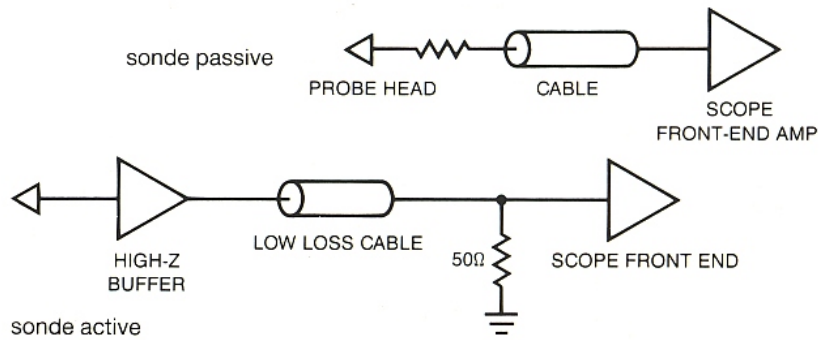 sonde passive
PROBE HEAD
CABLE
SCOPE
FRONT-END AMP
HIGH-Z
BUFFER
LOW LOSS CABLE
50Ω
SCOPE FRONT END
sonde active